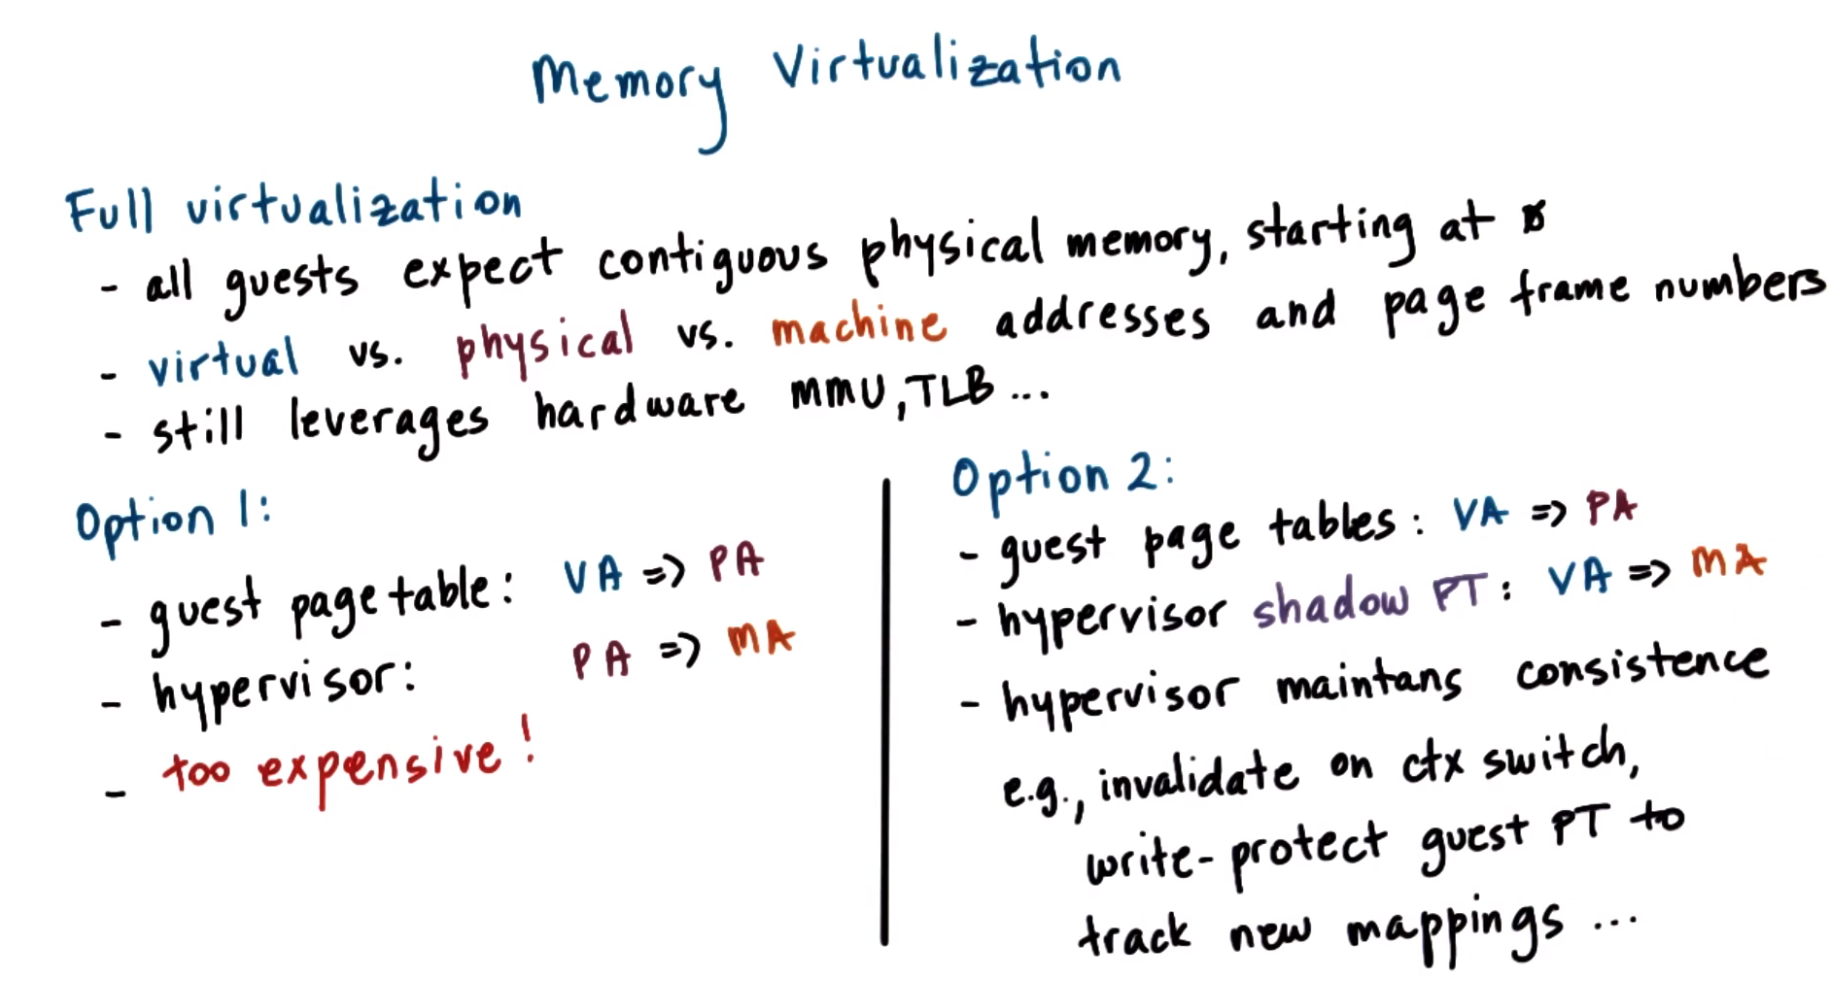 Memory Virtualization
Full virtualization
- all guests expect contiguous physical memory, starting at 0
- virtual vs. physical vs. machine addresses and page frame numbers
- still leverages hardware MMU, TLB ...
Option 1:
- guest page table: VA => PA
- hypervisor: PA => MA
- too expensive!
Option 2:
- guest page tables: VA => PA
- hypervisor shadow PT: VA => MA
- hypervisor maintans consistence
e.g., invalidate on ctx switch,
write-protect guest PT to
track new mappings ...